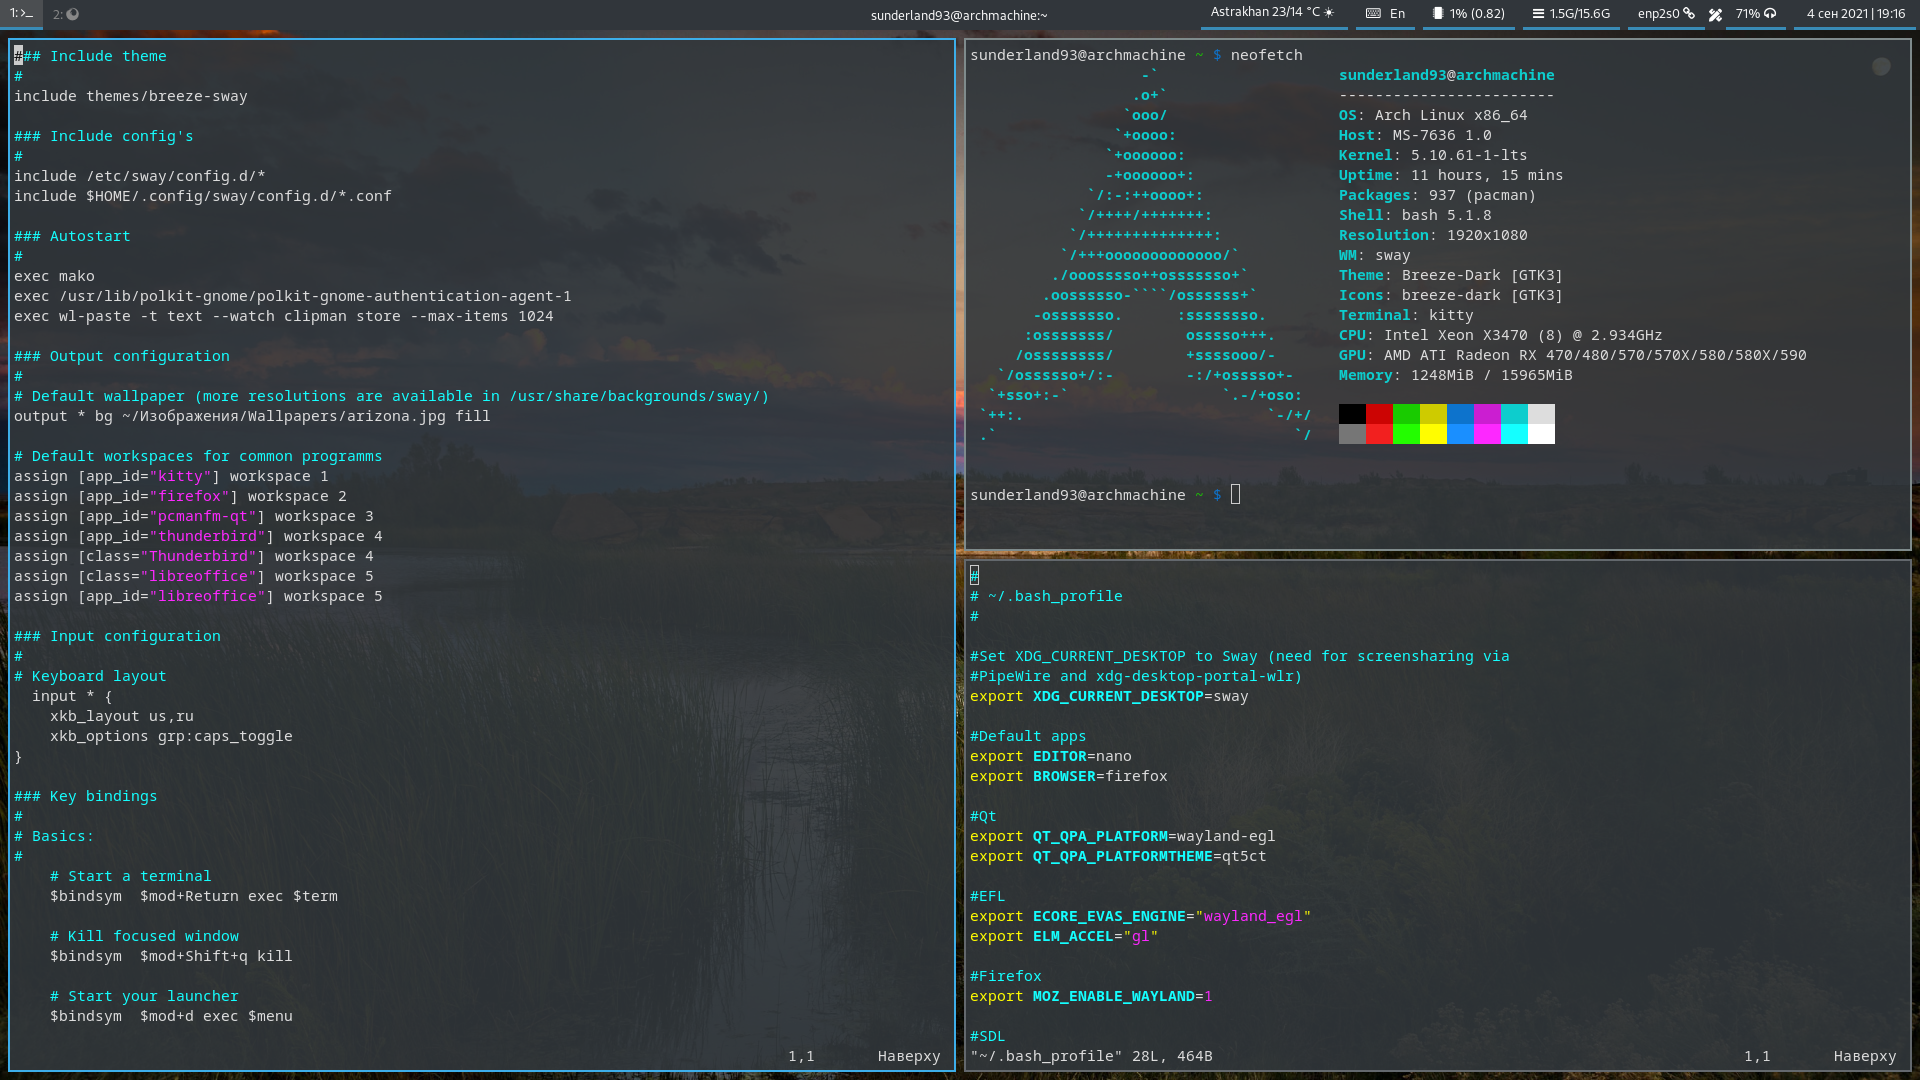 1:
2:
sunderland93@archmachine:~
Astrakhan 23/14 °C
En
1% (0.82)
1.5G/15.6G
enp2s0
71%
4 сен 2021 | 19:16
### Include theme
#
include themes/breeze-sway
### Include config's
#
include /etc/sway/config.d/*
include $HOME/.config/sway/config.d/*.conf
### Autostart
#
exec mako
exec /usr/lib/polkit-gnome/polkit-gnome-authentication-agent-1
exec wl-paste -t text --watch clipman store --max-items 1024
### Output configuration
#
# Default wallpaper (more resolutions are available in /usr/share/backgrounds/sway/)
output * bg ~/Изображения/Wallpapers/arizona.jpg fill
# Default workspaces for common programms
assign [app_id="kitty"] workspace 1
assign [app_id="firefox"] workspace 2
assign [app_id="pcmanfm-qt"] workspace 3
assign [app_id="thunderbird"] workspace 4
assign [class="Thunderbird"] workspace 4
assign [class="libreoffice"] workspace 5
assign [app_id="libreoffice"] workspace 5
### Input configuration
#
# Keyboard layout
  input * {
    xkb_layout us,ru
    xkb_options grp:caps_toggle
}
### Key bindings
#
# Basics:
#
    # Start a terminal
    $bindsym  $mod+Return exec $term
    # Kill focused window
    $bindsym  $mod+Shift+q kill
    # Start your launcher
    $bindsym  $mod+d exec $menu
1,1       Наверху
sunderland93@archmachine ~ $ neofetch
                   -`
                  .o+`
                 `ooo/
                `+oooo:
               `+oooooo:
               -+oooooo+:
             `/:-:++oooo+:
            `/++++/+++++++:
           `/++++++++++++++:
          `/+++ooooooooooooo/`
         ./ooosssso++osssssso+`
        .oossssso-````/ossssss+`
       -osssssso.      :ssssssso.
      :osssssss/        osssso+++.
     /ossssssss/        +ssssooo/-
   `/ossssso+/:-        -:/+osssso+-
  `+sso+:-`                 `.-/+oso:
 `++:.                           `-/+/
 .`                                 `/
sunderland93@archmachine
------------------------
OS: Arch Linux x86_64
Host: MS-7636 1.0
Kernel: 5.10.61-1-lts
Uptime: 11 hours, 15 mins
Packages: 937 (pacman)
Shell: bash 5.1.8
Resolution: 1920x1080
WM: sway
Theme: Breeze-Dark [GTK3]
Icons: breeze-dark [GTK3]
Terminal: kitty
CPU: Intel Xeon X3470 (8) @ 2.934GHz
GPU: AMD ATI Radeon RX 470/480/570/570X/580/580X/590
Memory: 1248MiB / 15965MiB
sunderland93@archmachine ~ $
#
# ~/.bash_profile
#
#Set XDG_CURRENT_DESKTOP to Sway (need for screensharing via
#PipeWire and xdg-desktop-portal-wlr)
export XDG_CURRENT_DESKTOP=sway
#Default apps
export EDITOR=nano
export BROWSER=firefox
#Qt
export QT_QPA_PLATFORM=wayland-egl
export QT_QPA_PLATFORMTHEME=qt5ct
#EFL
export ECORE_EVAS_ENGINE="wayland_egl"
export ELM_ACCEL="gl"
#Firefox
export MOZ_ENABLE_WAYLAND=1
#SDL
"~/.bash_profile" 28L, 464B
1,1       Наверху